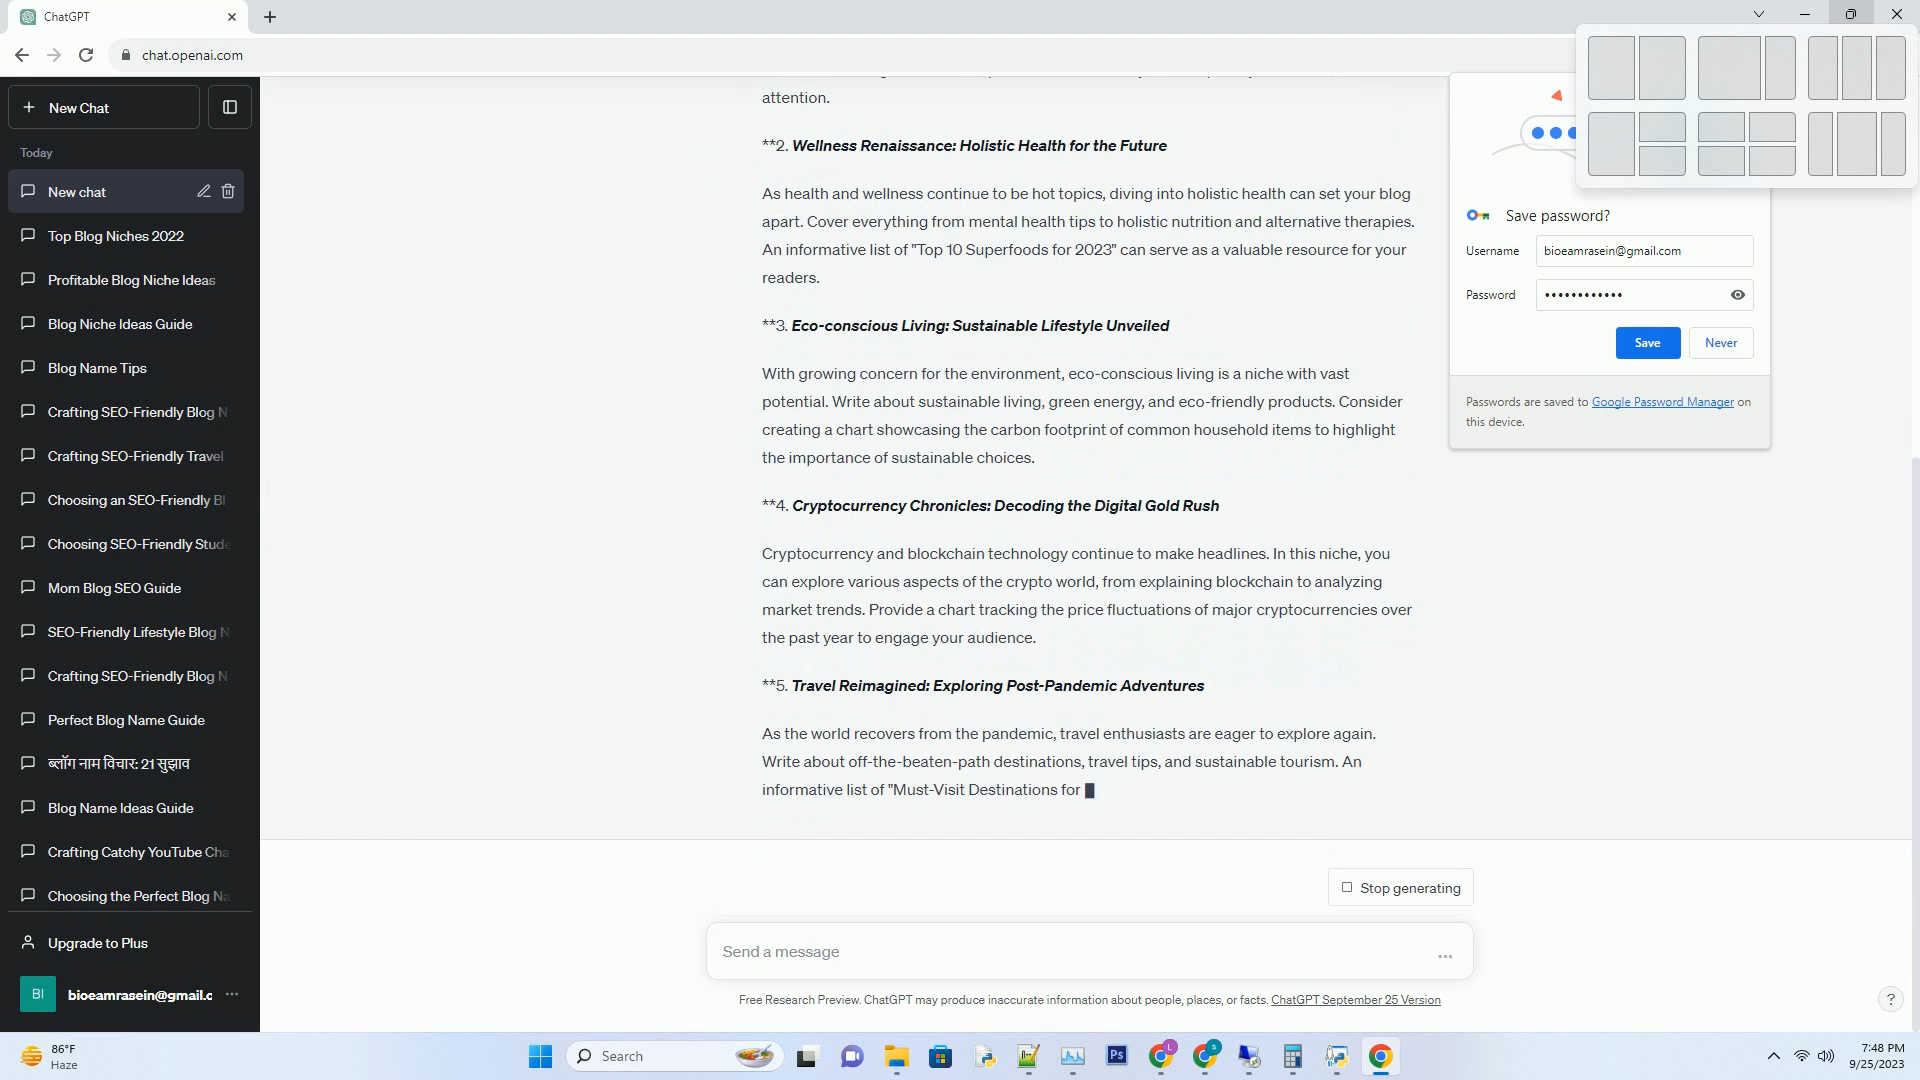 ChatGPT
chat.openai.com
New Chat
Today
New chat
Top Blog Niches 2022
Profitable Blog Niche Ideas
Blog Niche Ideas Guide
Blog Name Tips
Crafting SEO-Friendly Blog N
Crafting SEO-Friendly Travel
Choosing an SEO-Friendly Bl
Choosing SEO-Friendly Stude
Mom Blog SEO Guide
SEO-Friendly Lifestyle Blog N
Crafting SEO-Friendly Blog N
Perfect Blog Name Guide
ब्लॉग नाम विचार: 21 सुझाव
Blog Name Ideas Guide
Crafting Catchy YouTube Cha
Choosing the Perfect Blog Na
Upgrade to Plus
BI
bioeamrasein@gmail.c
attention.
**2. Wellness Renaissance: Holistic Health for the Future
As health and wellness continue to be hot topics, diving into holistic health can set your blog
apart. Cover everything from mental health tips to holistic nutrition and alternative therapies.
An informative list of "Top 10 Superfoods for 2023" can serve as a valuable resource for your
readers.
**3. Eco-conscious Living: Sustainable Lifestyle Unveiled
With growing concern for the environment, eco-conscious living is a niche with vast
potential. Write about sustainable living, green energy, and eco-friendly products. Consider
creating a chart showcasing the carbon footprint of common household items to highlight
the importance of sustainable choices.
**4. Cryptocurrency Chronicles: Decoding the Digital Gold Rush
Cryptocurrency and blockchain technology continue to make headlines. In this niche, you
can explore various aspects of the crypto world, from explaining blockchain to analyzing
market trends. Provide a chart tracking the price fluctuations of major cryptocurrencies over
the past year to engage your audience.
**5. Travel Reimagined: Exploring Post-Pandemic Adventures
As the world recovers from the pandemic, travel enthusiasts are eager to explore again.
Write about off-the-beaten-path destinations, travel tips, and sustainable tourism. An
informative list of "Must-Visit Destinations for
Stop generating
Send a message
Free Research Preview. ChatGPT may produce inaccurate information about people, places, or facts. ChatGPT September 25 Version
?
Save password?
Username bioeamrasein@gmail.com
Password ••••••••••••
Save Never
Passwords are saved to Google Password Manager on
this device.
86°F
Haze
Search
Ps
L
S
7:48 PM
9/25/2023